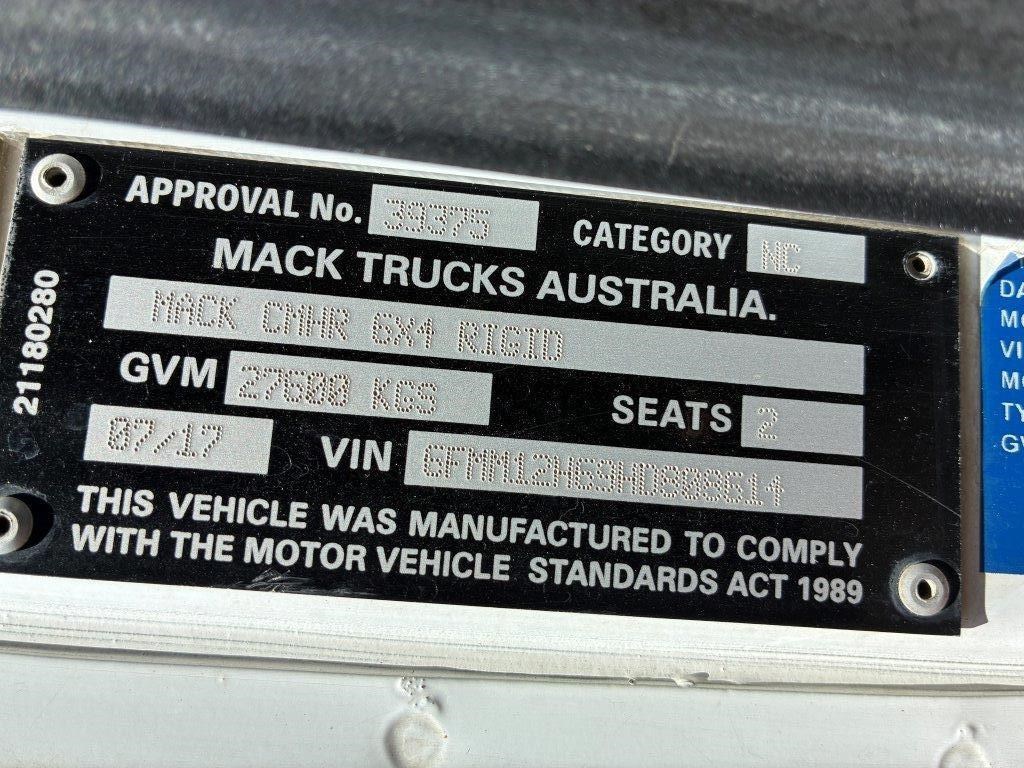 APPROVAL No. 39375 CATEGORY NC
MACK TRUCKS AUSTRALIA.
MACK CMHR 6X4 RIGID
GVM 27600 KGS SEATS 2
07/17 VIN
THIS VEHICLE WAS MANUFACTURED TO COMPLY
WITH THE MOTOR VEHICLE STANDARDS ACT 1989
21180280